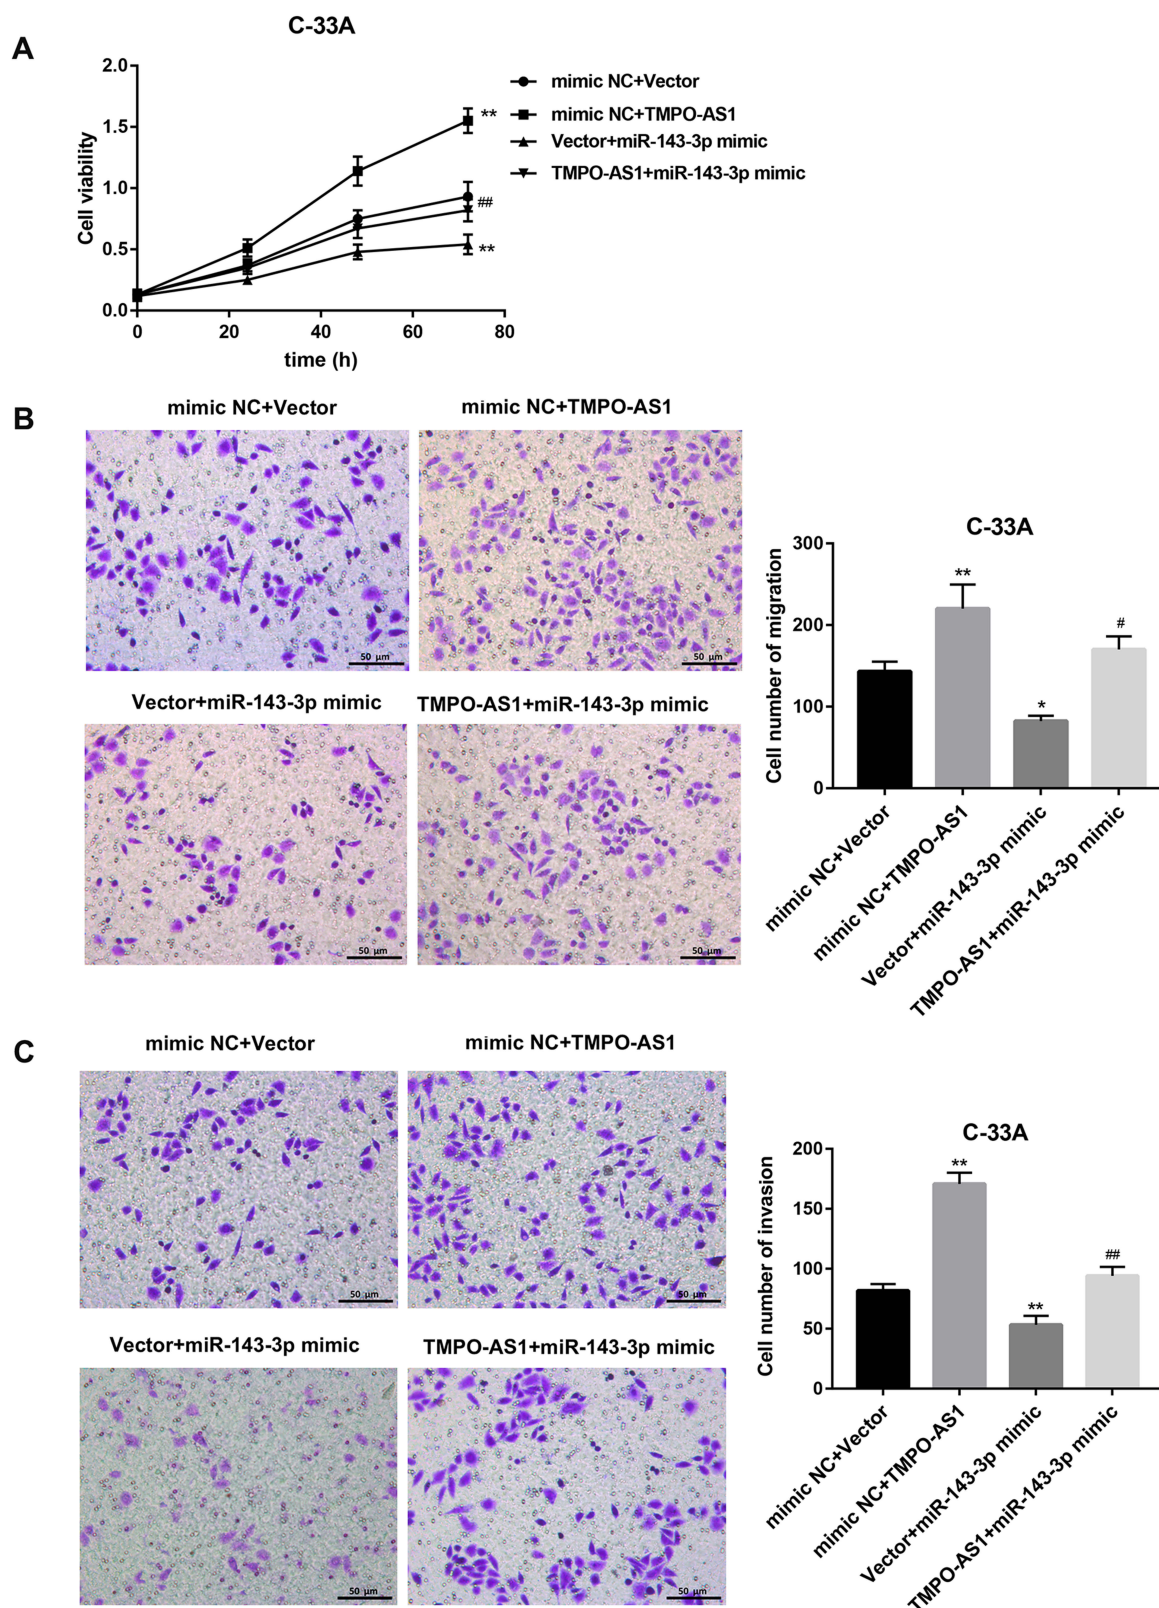 C-33A
A
2.0
1.5
1.0
0.5
0.0
Cell viability
0
20
40
60
80
time (h)
**
##
**
mimic NC+Vector
mimic NC+TMPO-AS1
Vector+miR-143-3p mimic
TMPO-AS1+miR-143-3p mimic
B
mimic NC+Vector
mimic NC+TMPO-AS1
50 μm
50 μm
Vector+miR-143-3p mimic
TMPO-AS1+miR-143-3p mimic
50 μm
50 μm
C-33A
300
200
100
0
Cell number of migration
**
*
#
mimic NC+Vector
mimic NC+TMPO-AS1
Vector+miR-143-3p mimic
TMPO-AS1+miR-143-3p mimic
C
mimic NC+Vector
mimic NC+TMPO-AS1
50 μm
50 μm
Vector+miR-143-3p mimic
TMPO-AS1+miR-143-3p mimic
50 μm
50 μm
C-33A
200
150
100
50
0
Cell number of invasion
**
**
##
mimic NC+Vector
mimic NC+TMPO-AS1
Vector+miR-143-3p mimic
TMPO-AS1+miR-143-3p mimic